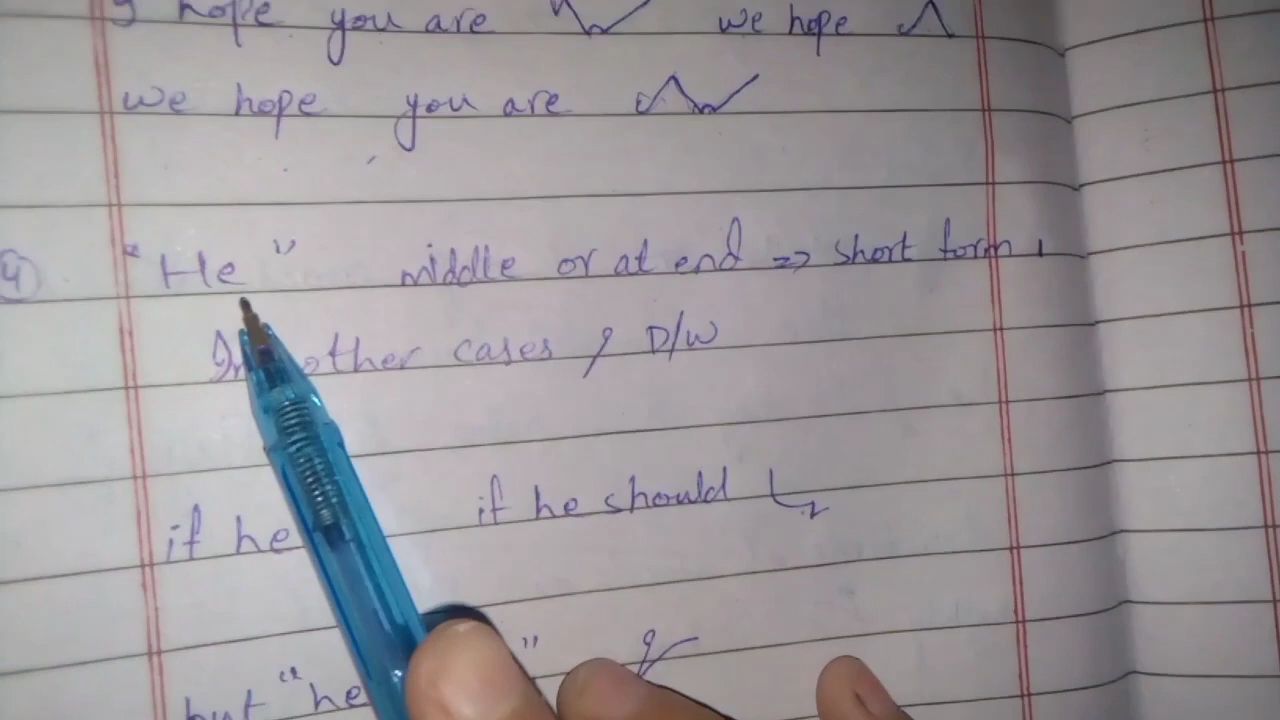 I hope you are we hope
we hope you are
④ "He" middle or at end => short form
In other cases , D/W
if he if he should
but "he "